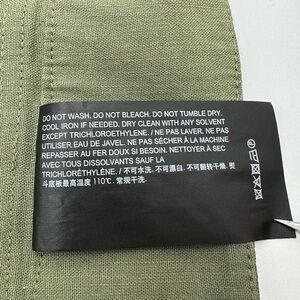 DO NOT WASH. DO NOT BLEACH. DO NOT TUMBLE DRY.
COOL IRON IF NEEDED. DRY CLEAN WITH ANY SOLVENT
EXCEPT TRICHLOROETHYLENE. / NE PAS LAVER. NE PAS
UTILISER EAU DE JAVEL. NE PAS SÉCHER À LA MACHINE
REPASSER AU FER DOUX SI BESOIN. NETTOYER À SEC
AVEC TOUS DISSOLVANTS SAUF LA
TRICHLORÉTHYLÈNE. / 不可水洗. 不可漂白. 不可翻转干燥. 熨
斗底板最高温度 110℃. 常规干洗.